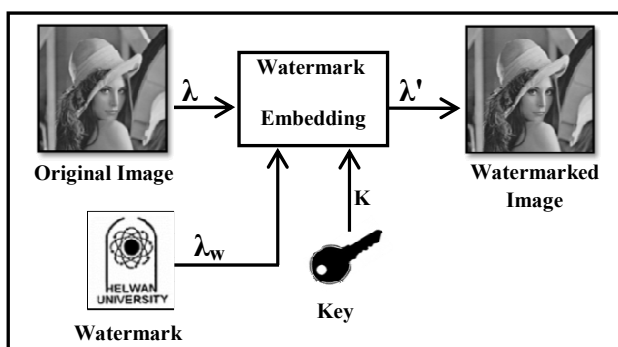 Original Image
λ
Watermark
Embedding
λ'
Watermarked
Image
HELWAN
UNIVERSITY
Watermark
λw
K
Key